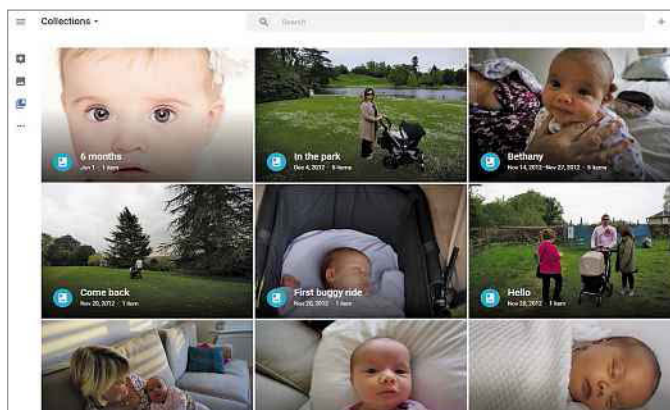 Collections
Search
6 months
Jan 1 · 1 item
In the park
Dec 4, 2012 · 6 items
Bethany
Nov 14, 2012–Nov 27, 2012 · 5 items
Come back
Nov 20, 2012 · 1 item
First buggy ride
Nov 20, 2012 · 1 item
Hello
Nov 28, 2012 · 1 item